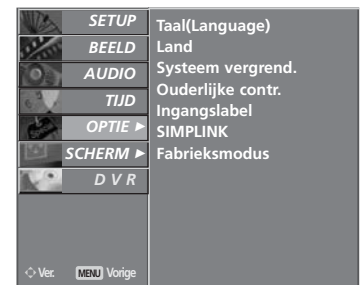 SETUP
BEELD
AUDIO
TIJD
OPTIE ►
SCHERM ►
D V R
Taal(Language)
Land
Systeem vergrend.
Ouderlijke contr.
Ingangslabel
SIMPLINK
Fabrieksmodus
Ver. MENU Vorige